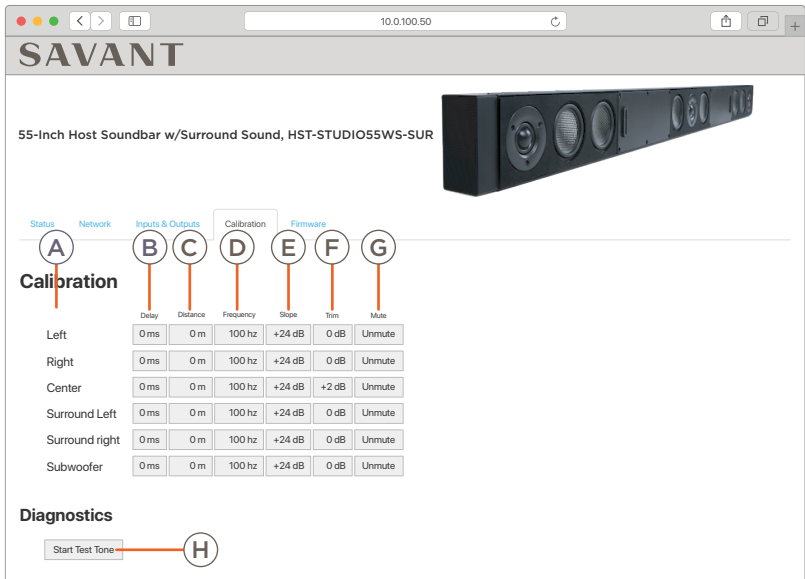 10.0.100.50
SAVANT
55-Inch Host Soundbar w/Surround Sound, HST-STUDIO55WS-SUR
Status Network Inputs & Outputs Calibration Firmware
A B C D E F G
Calibration
Delay Distance Frequency Slope Trim Mute
Left 0 ms 0 m 100 hz +24 dB 0 dB Unmute
Right 0 ms 0 m 100 hz +24 dB 0 dB Unmute
Center 0 ms 0 m 100 hz +24 dB +2 dB Unmute
Surround Left 0 ms 0 m 100 hz +24 dB 0 dB Unmute
Surround right 0 ms 0 m 100 hz +24 dB 0 dB Unmute
Subwoofer 0 ms 0 m 100 hz +24 dB 0 dB Unmute
Diagnostics
Start Test Tone H